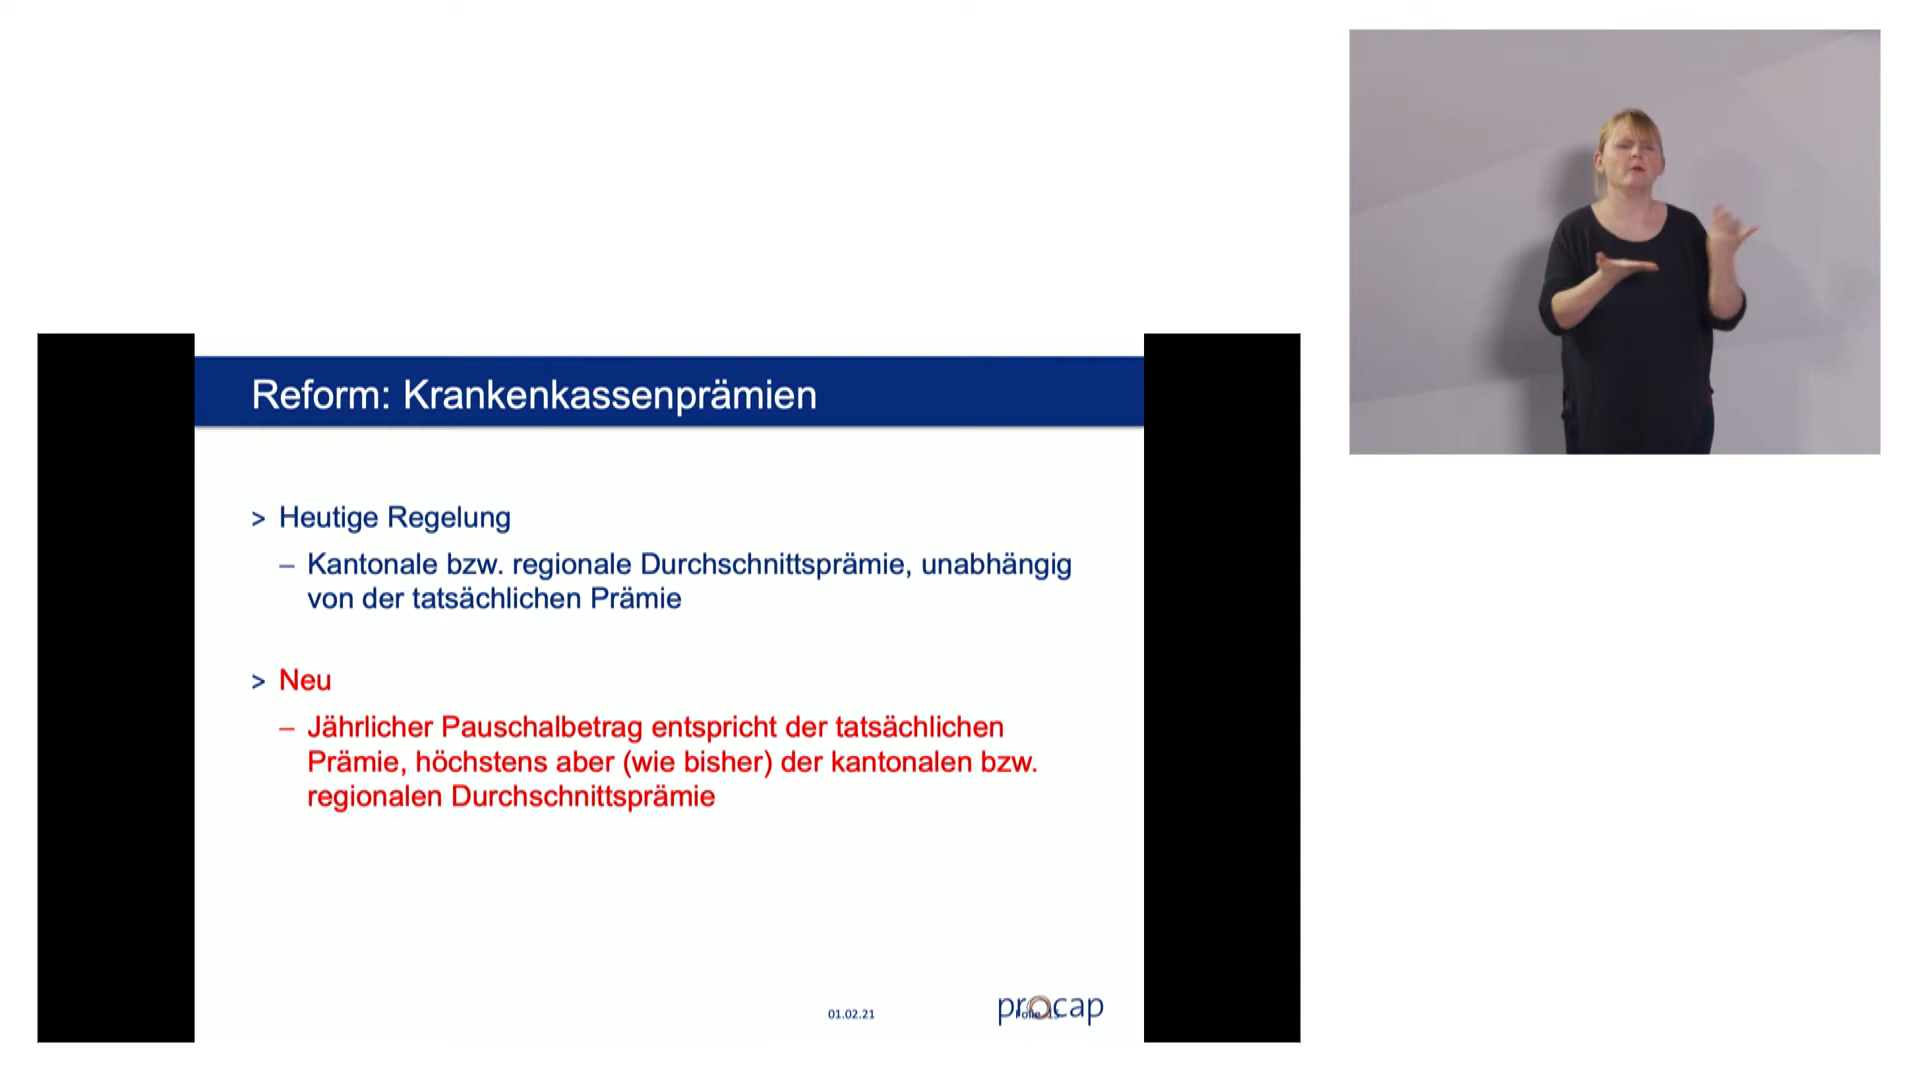 Reform: Krankenkassenprämien
> Heutige Regelung
– Kantonale bzw. regionale Durchschnittsprämie, unabhängig
von der tatsächlichen Prämie
> Neu
– Jährlicher Pauschalbetrag entspricht der tatsächlichen
Prämie, höchstens aber (wie bisher) der kantonalen bzw.
regionalen Durchschnittsprämie
01.02.21
procap